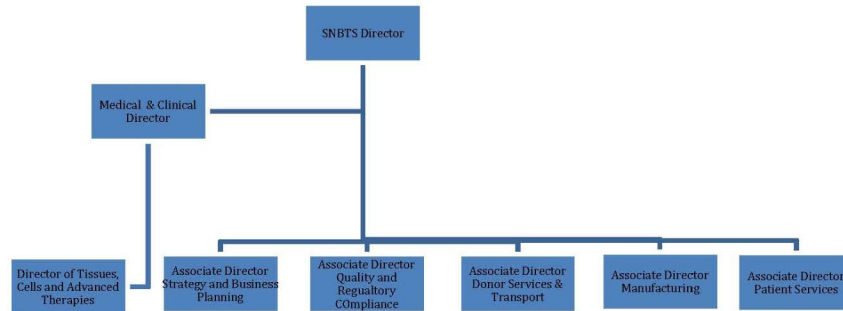 SNBTS Director
Medical & Clinical
Director
Director of Tissues,
Cells and Advanced
Therapies
Associate Director
Strategy and Business
Planning
Associate Director
Quality and
Regualtory
COmpliance
Associate Director
Donor Services &
Transport
Associate Director
Manufacturing
Associate Director
Patient Services